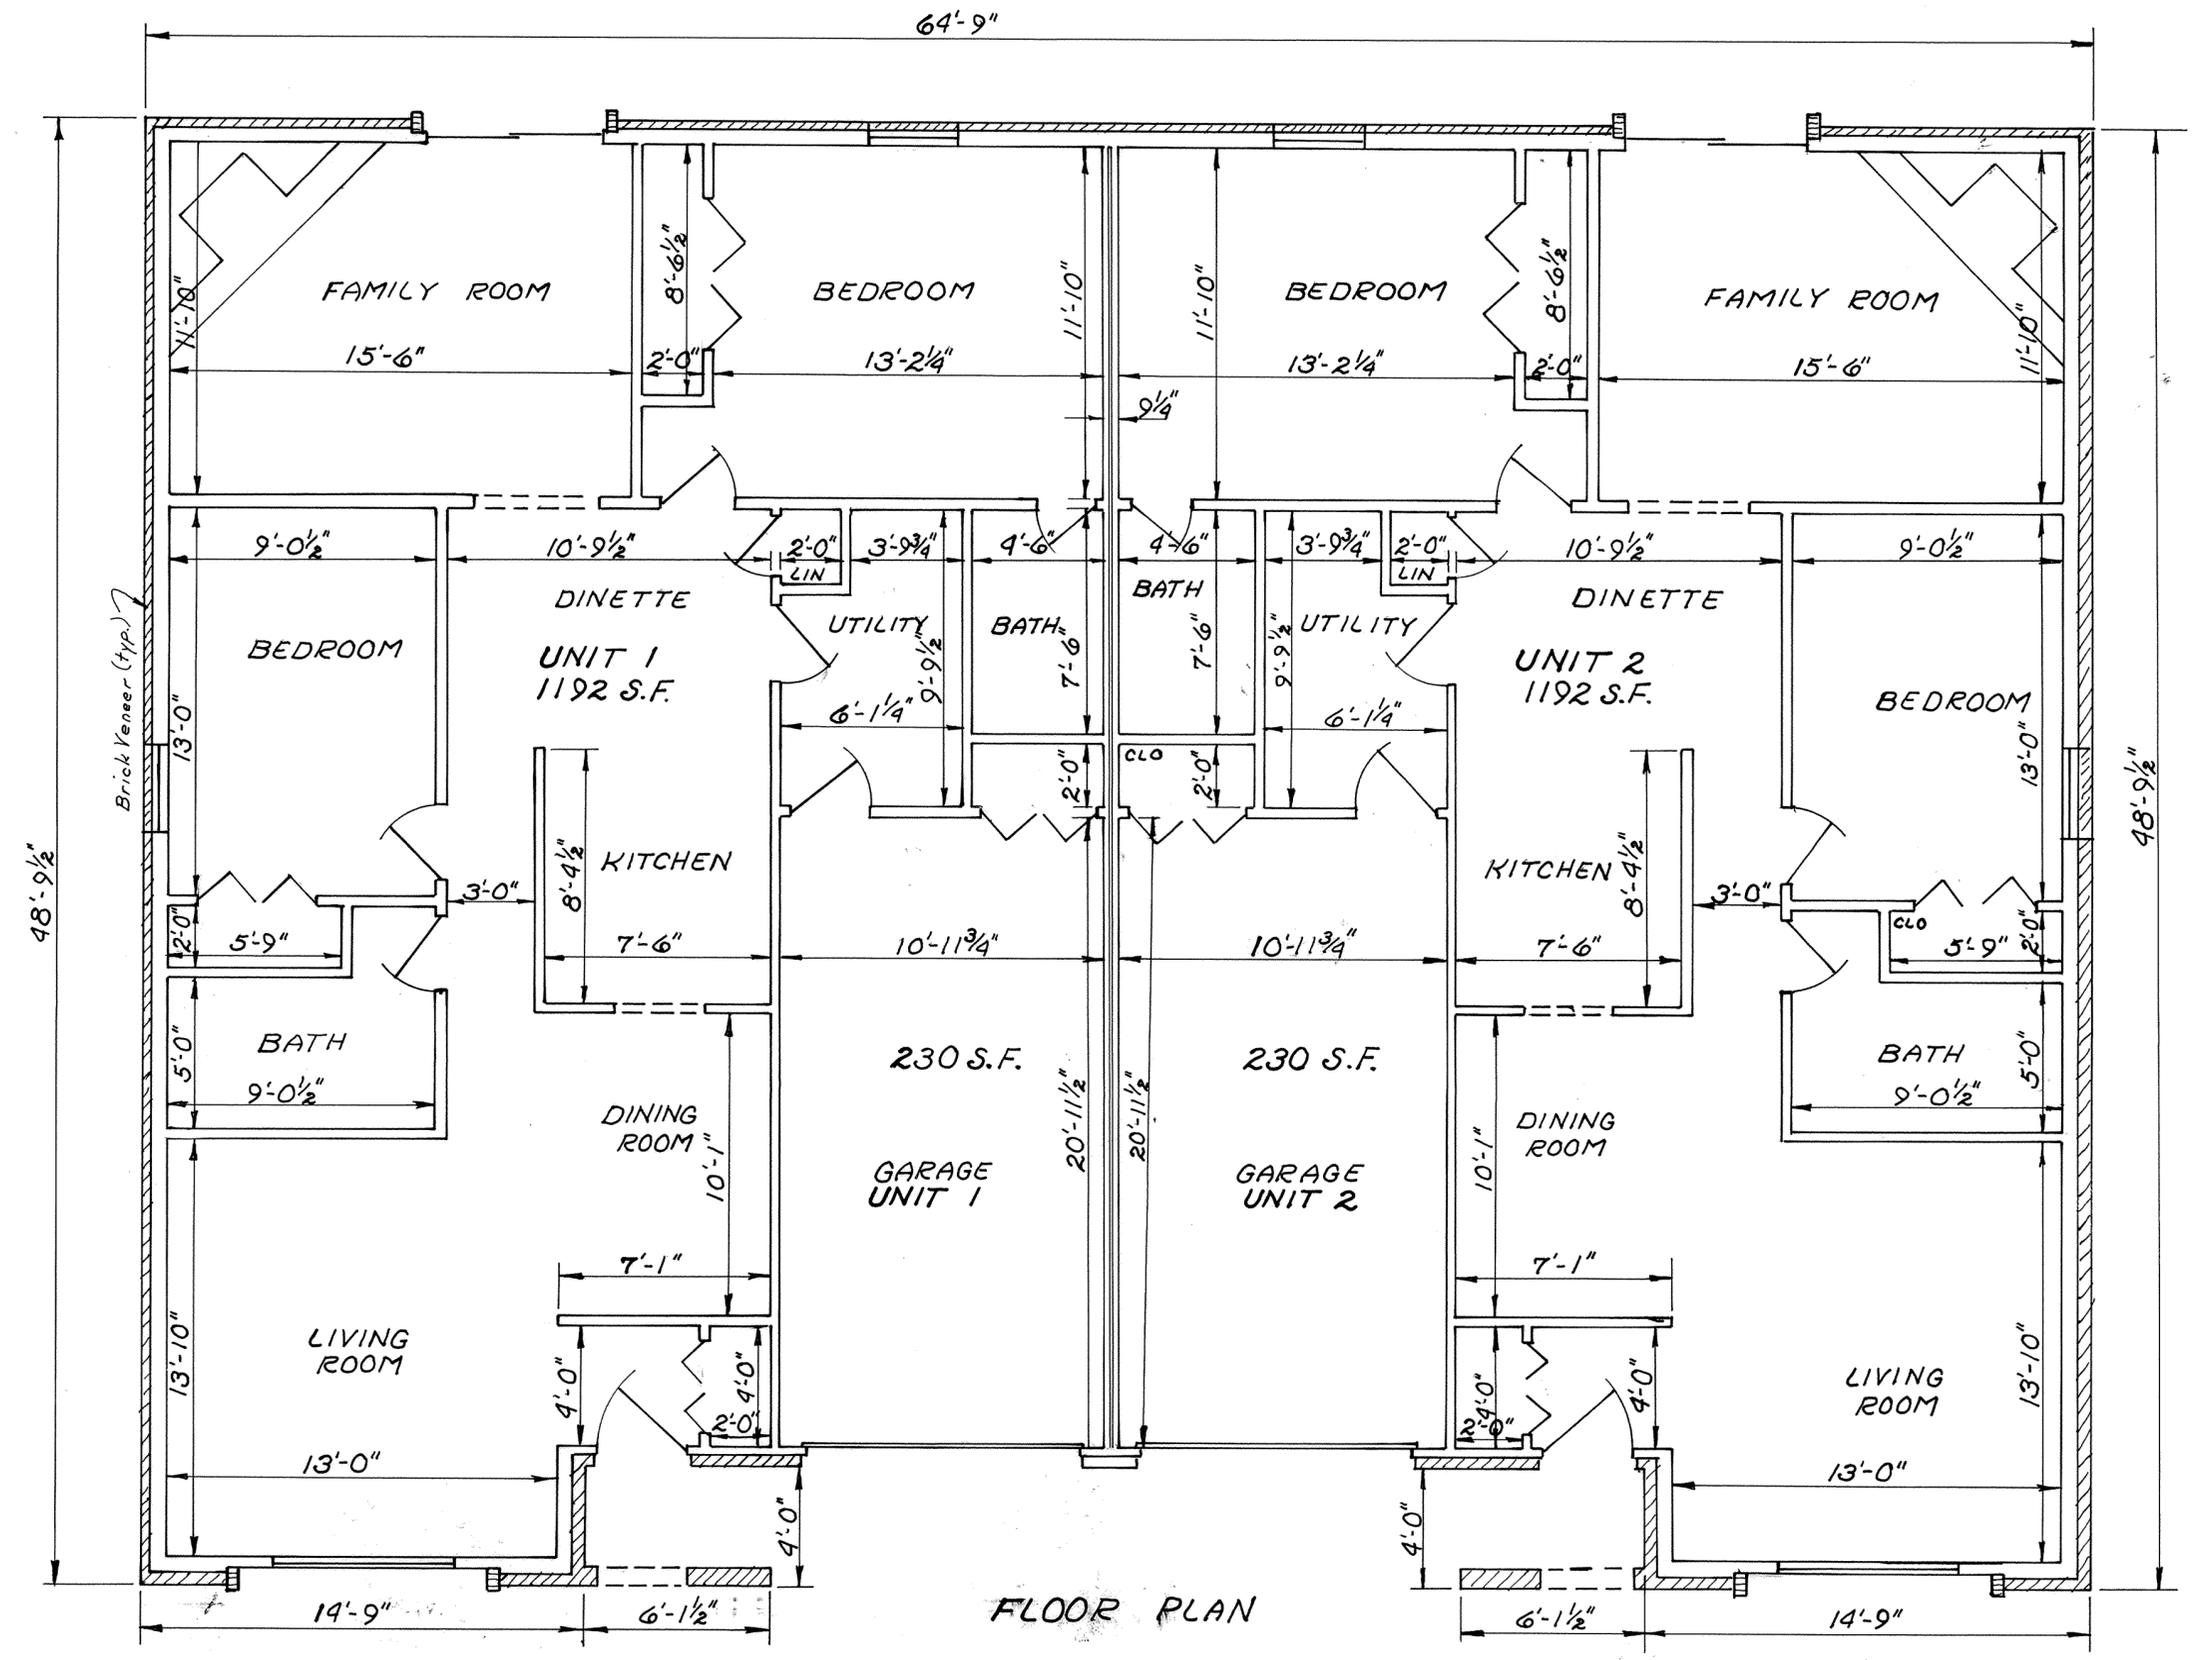 64'-9"
8'-6½"
8'-6½"
FAMILY ROOM
BEDROOM
BEDROOM
FAMILY ROOM
11'-10"
11'-10"
11'-10"
11'-10"
15'-6"
2'-0"
13'-2¼"
13'-2¼"
2'-0"
15'-6"
9¼"
9'-0½"
10'-9½"
2'-0"
3'-9¾"
4'-6"
4'-6"
3'-9¾"
2'-0"
10'-9½"
9'-0½"
LIN
LIN
DINETTE
BATH
DINETTE
BEDROOM
UTILITY
BATH
UTILITY
UNIT 1
1192 S.F.
UNIT 2
1192 S.F.
9'-9½"
7'-6"
7'-6"
9'-9½"
BEDROOM
Brick Veneer (typ.)
13'-0"
6'-1¼"
6'-1¼"
13'-0"
CLO
2'-0"
2'-0"
48'-9½"
48'-9½"
8'-4½"
KITCHEN
KITCHEN
8'-4½"
3'-0"
3'-0"
CLO
2'-0"
5'-9"
7'-6"
10'-11¾"
10'-11¾"
7'-6"
5'-9"
2'-0"
BATH
5'-0"
9'-0½"
230 S.F.
230 S.F.
BATH
5'-0"
9'-0½"
DINING
ROOM
10'-1"
20'-11½"
20'-11½"
10'-1"
DINING
ROOM
GARAGE
UNIT 1
GARAGE
UNIT 2
7'-1"
7'-1"
13'-10"
LIVING
ROOM
4'-0"
4'-0"
2'-0"
4'-0"
2'-0"
4'-0"
LIVING
ROOM
13'-10"
13'-0"
13'-0"
4'-0"
4'-0"
14'-9"
6'-1½"
FLOOR PLAN
6'-1½"
14'-9"